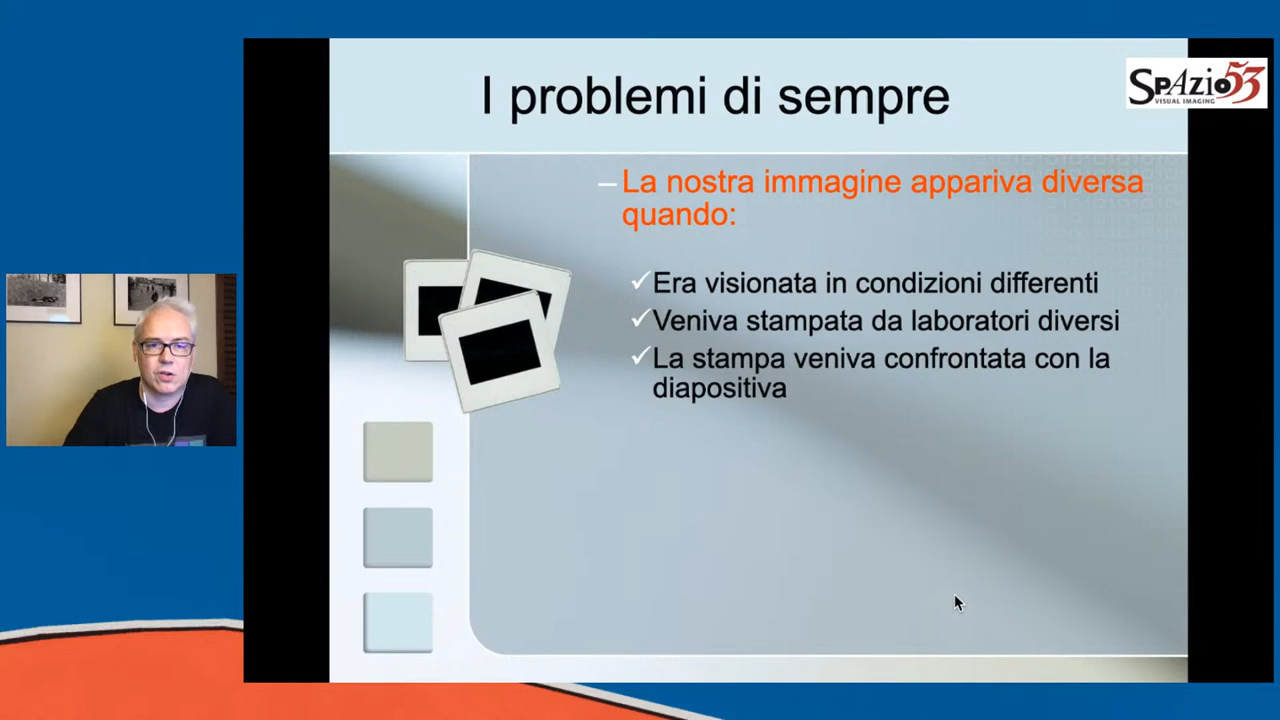 I problemi di sempre
SPAziO53
VISUAL IMAGING
–La nostra immagine appariva diversa
quando:
✓Era visionata in condizioni differenti
✓Veniva stampata da laboratori diversi
✓La stampa veniva confrontata con la
diapositiva